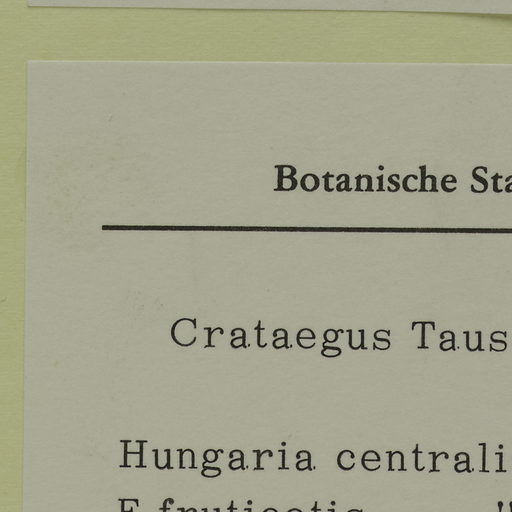 Botanische Sta
Crataegus Taus
Hungaria centrali